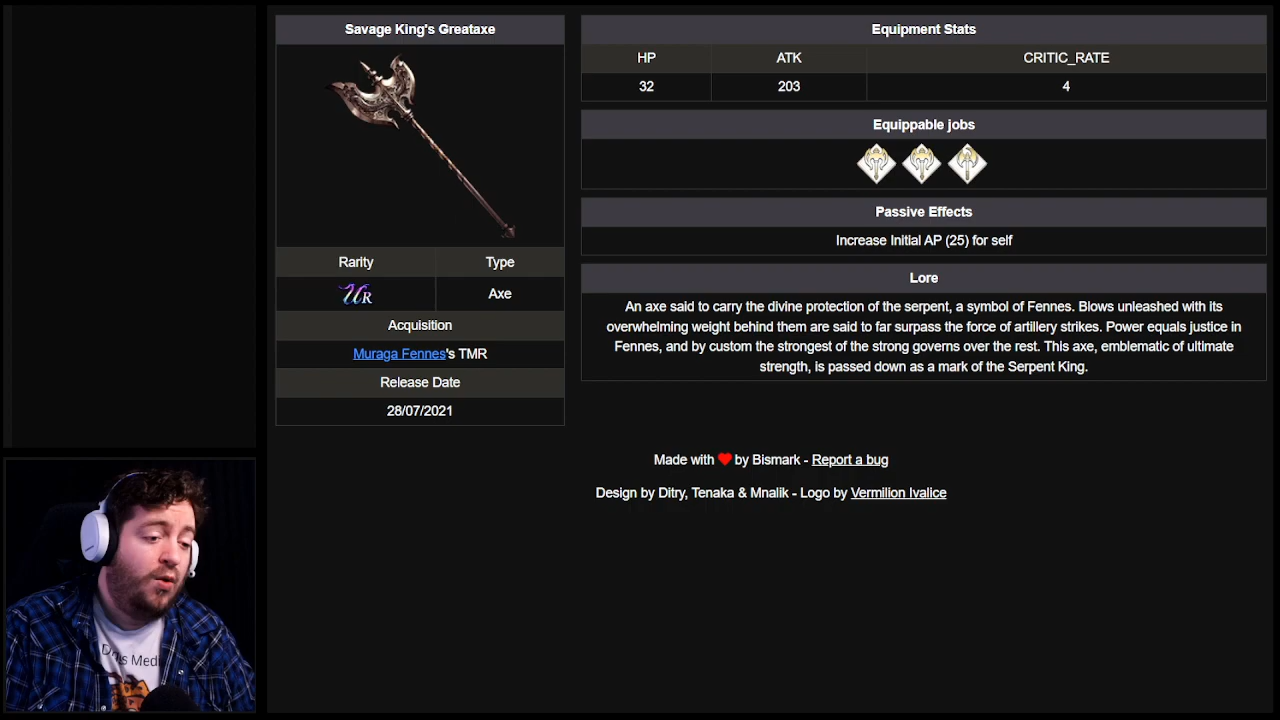 Savage King's Greataxe
Rarity
Type
UR
Axe
Acquisition
Muraga Fennes's TMR
Release Date
28/07/2021
Equipment Stats
HP
ATK
CRITIC_RATE
32
203
4
Equippable jobs
Passive Effects
Increase Initial AP (25) for self
Lore
An axe said to carry the divine protection of the serpent, a symbol of Fennes. Blows unleashed with its
overwhelming weight behind them are said to far surpass the force of artillery strikes. Power equals justice in
Fennes, and by custom the strongest of the strong governs over the rest. This axe, emblematic of ultimate
strength, is passed down as a mark of the Serpent King.
Made with ❤ by Bismark - Report a bug
Design by Ditry, Tenaka & Mnalik - Logo by Vermilion Ivalice